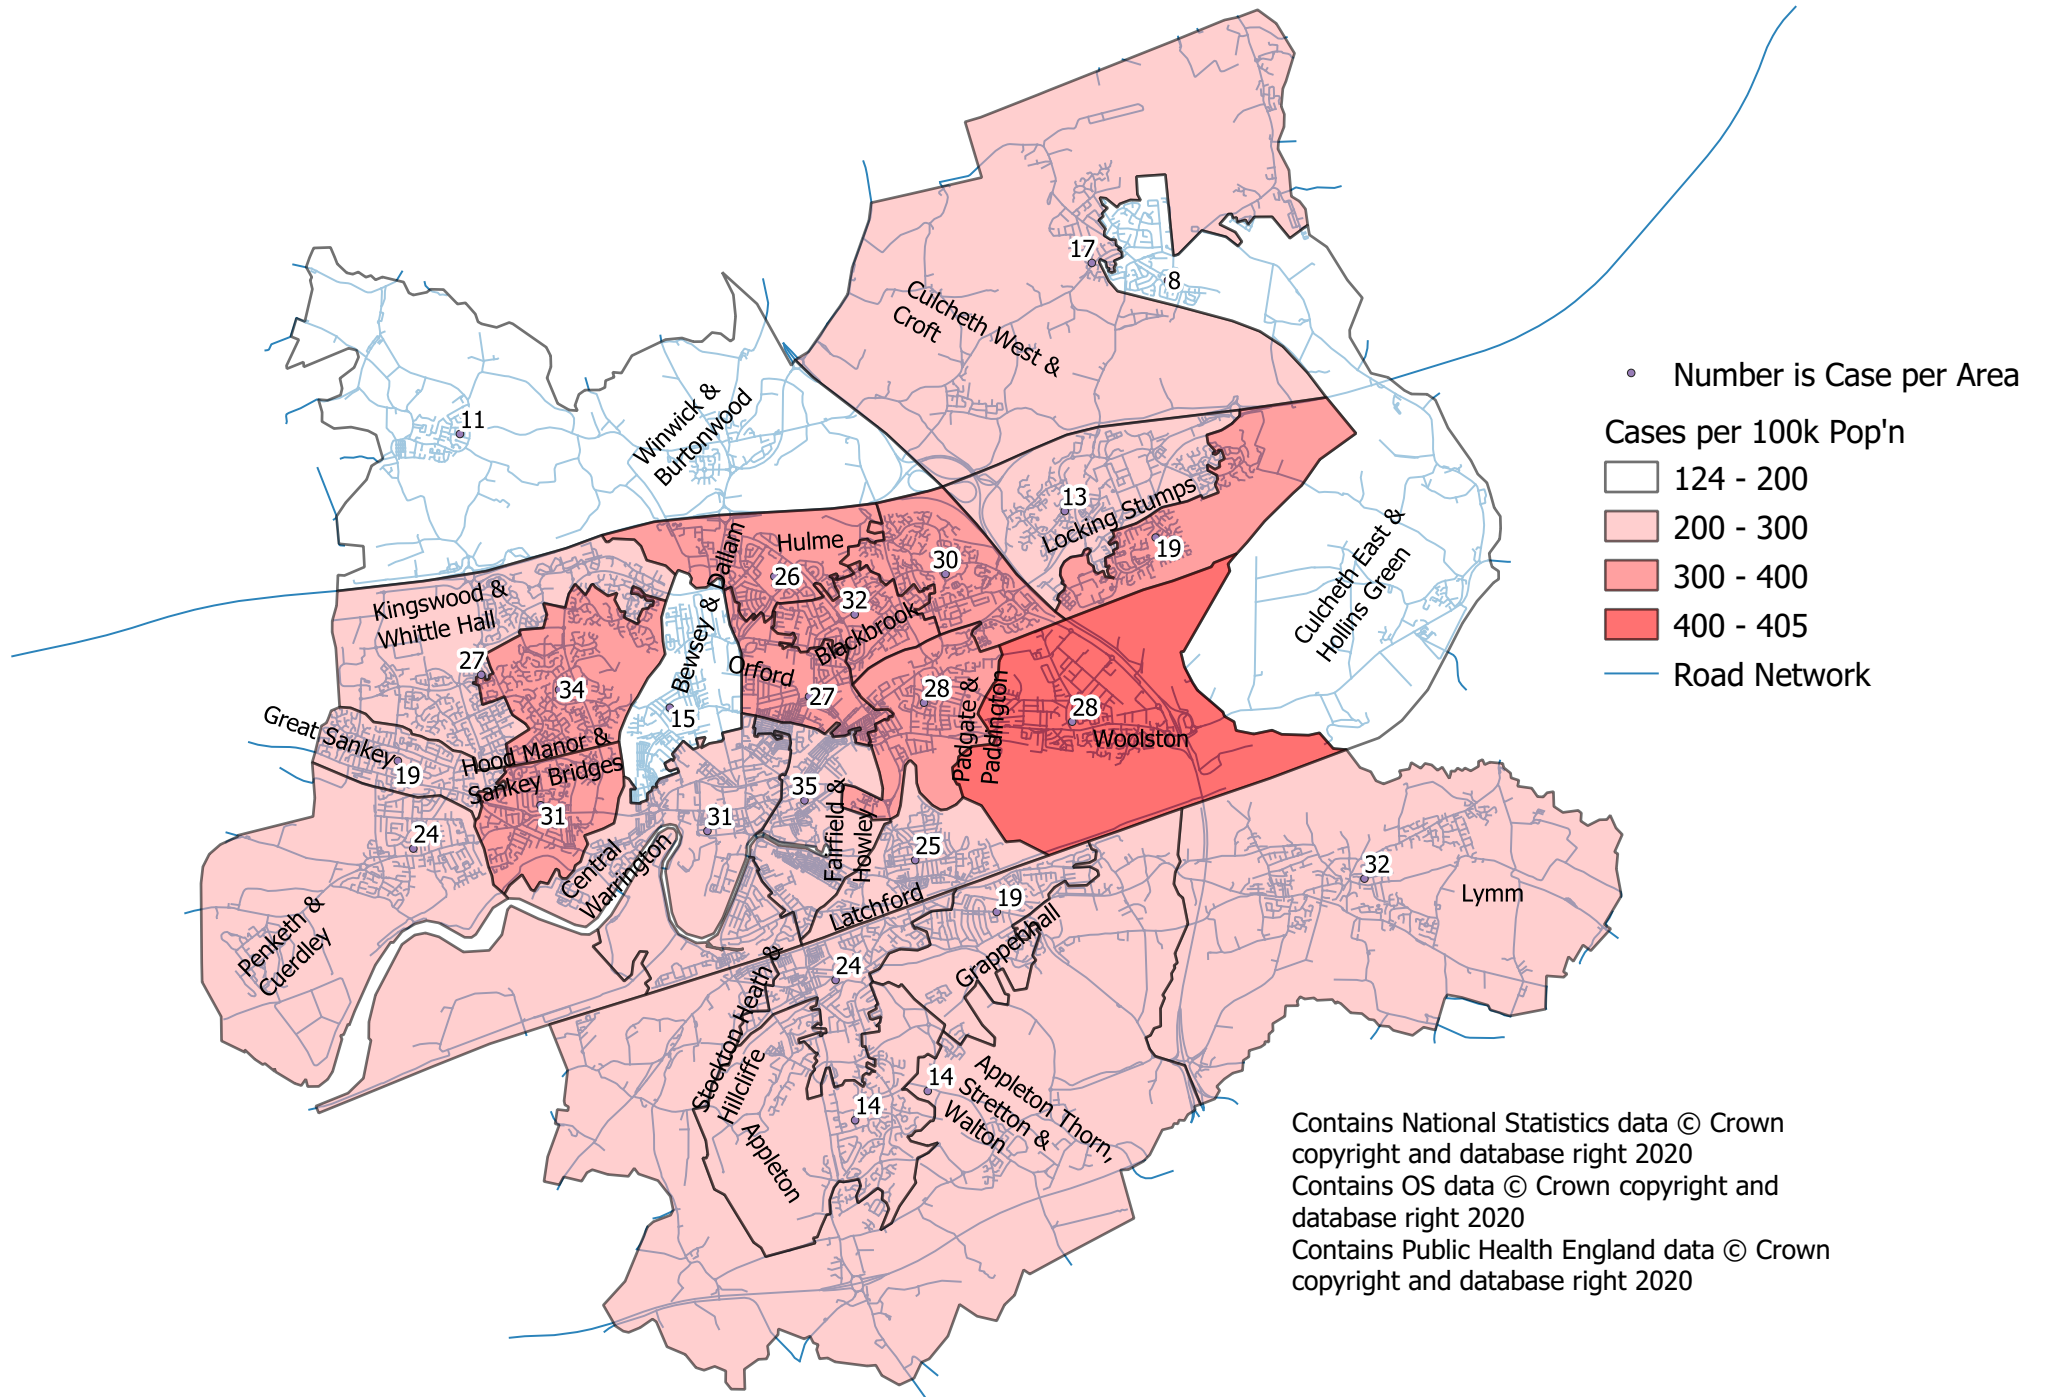 17
8
Culcheth West &
Croft
Number is Case per Area
Cases per 100k Pop'n
124 - 200
200 - 300
300 - 400
400 - 405
Road Network
11
Winwick &
Burtonwood
13
Locking Stumps
19
Culcheth East &
Hollins Green
Hulme
26
30
32
Blackbrook
Bewsey & Dallam
15
Orford
27
Kingswood &
Whittle Hall
27
34
28
Padgate &
Paddington
28
Woolston
Great Sankey
19
Hood Manor &
Sankey Bridges
31
24
31
35
Fairfield &
Howley
Central
Warrington
25
Latchford
19
Grappenhall
32
Lymm
Penketh &
Cuerdley
24
Stockton Heath &
Hillcliffe
14
14
Appleton
Appleton Thorn,
Stretton &
Walton
Contains National Statistics data © Crown
copyright and database right 2020
Contains OS data © Crown copyright and
database right 2020
Contains Public Health England data © Crown
copyright and database right 2020